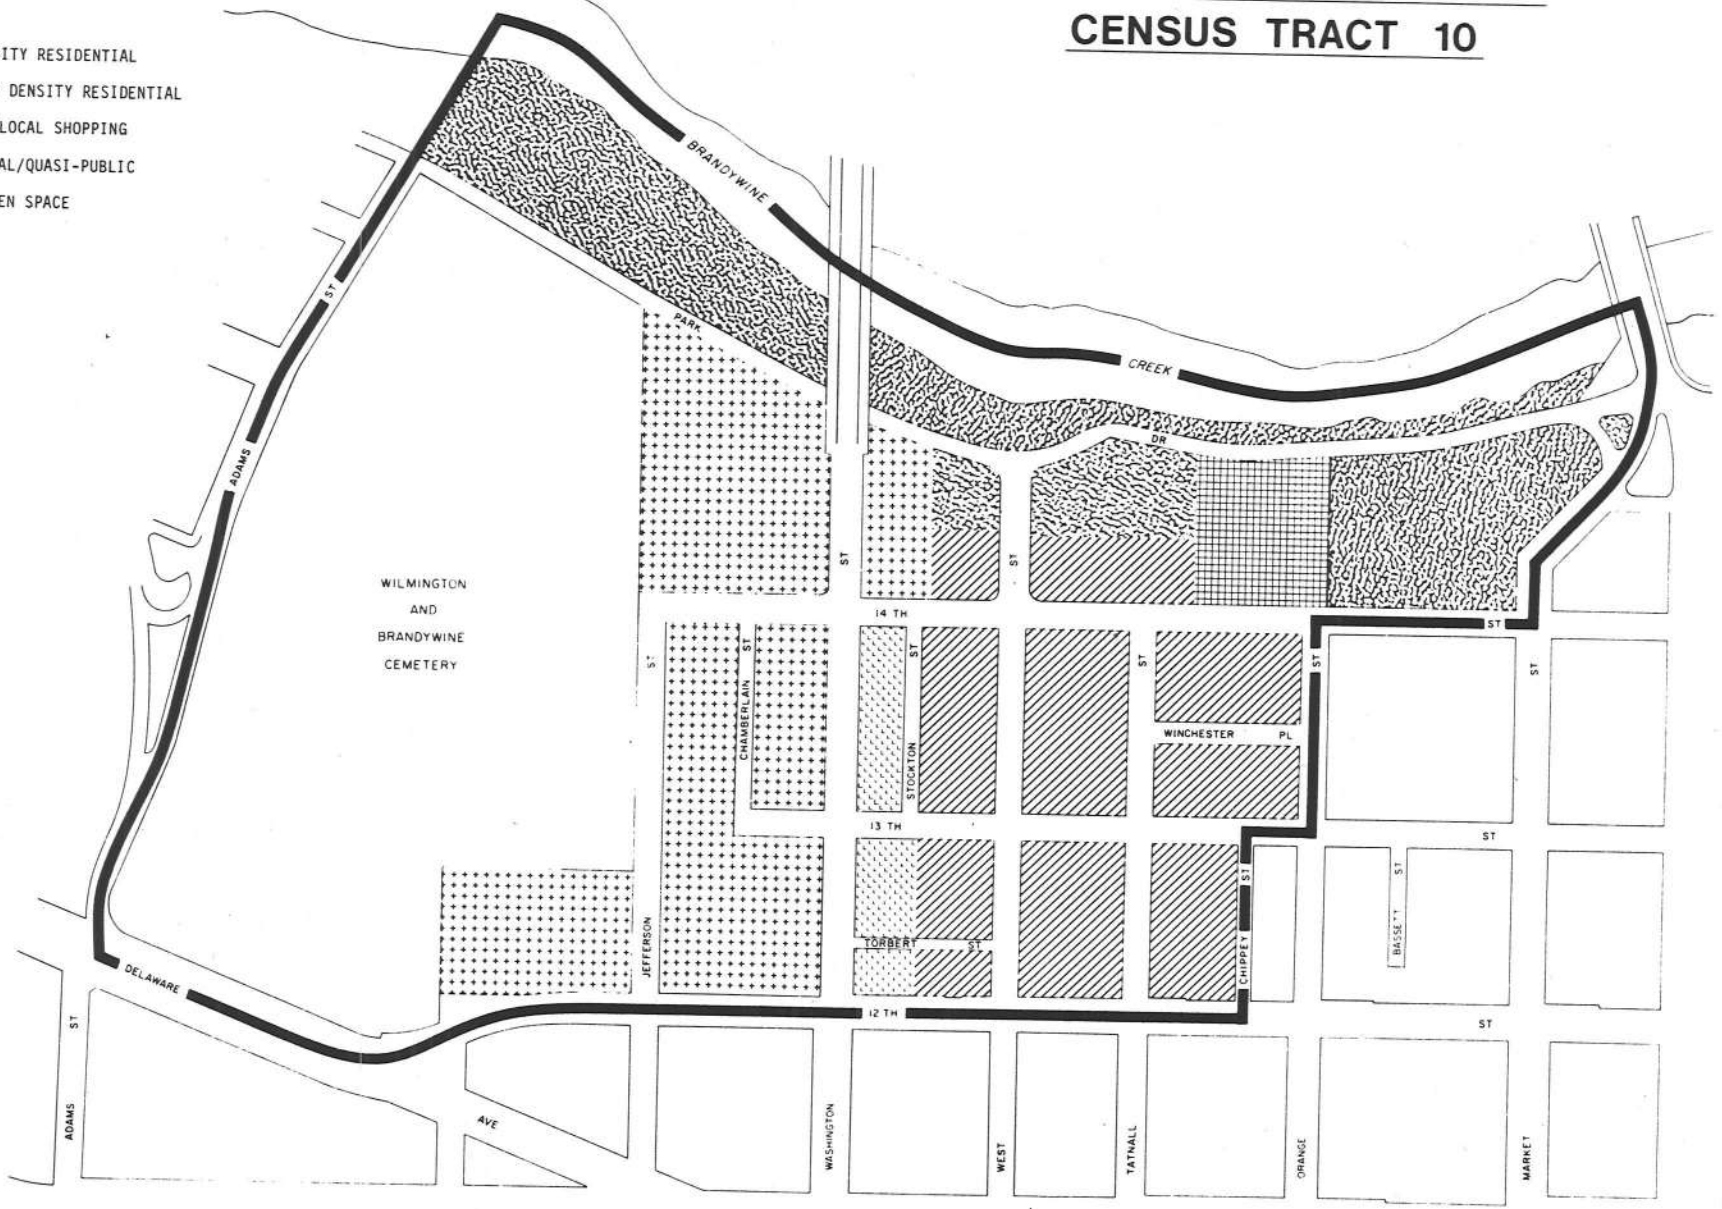 CENSUS TRACT 10
ITY RESIDENTIAL
DENSITY RESIDENTIAL
LOCAL SHOPPING
AL/QUASI-PUBLIC
EN SPACE
BRANDYWINE
CREEK
PARK
DR
ST
ADAMS
WILMINGTON
AND
BRANDYWINE
CEMETERY
ST
ST
14 TH
ST
ST
ST
ST
ST
ST
ST
CHAMBERLAIN
STOCKTON
WINCHESTER PL
13 TH
ST
ST
ST
JEFFERSON
TORBERT ST
CHIPPEY
BASSETT
DELAWARE
12 TH
ST
ST
ADAMS
AVE
WASHINGTON
WEST
TATNALL
ORANGE
MARKET